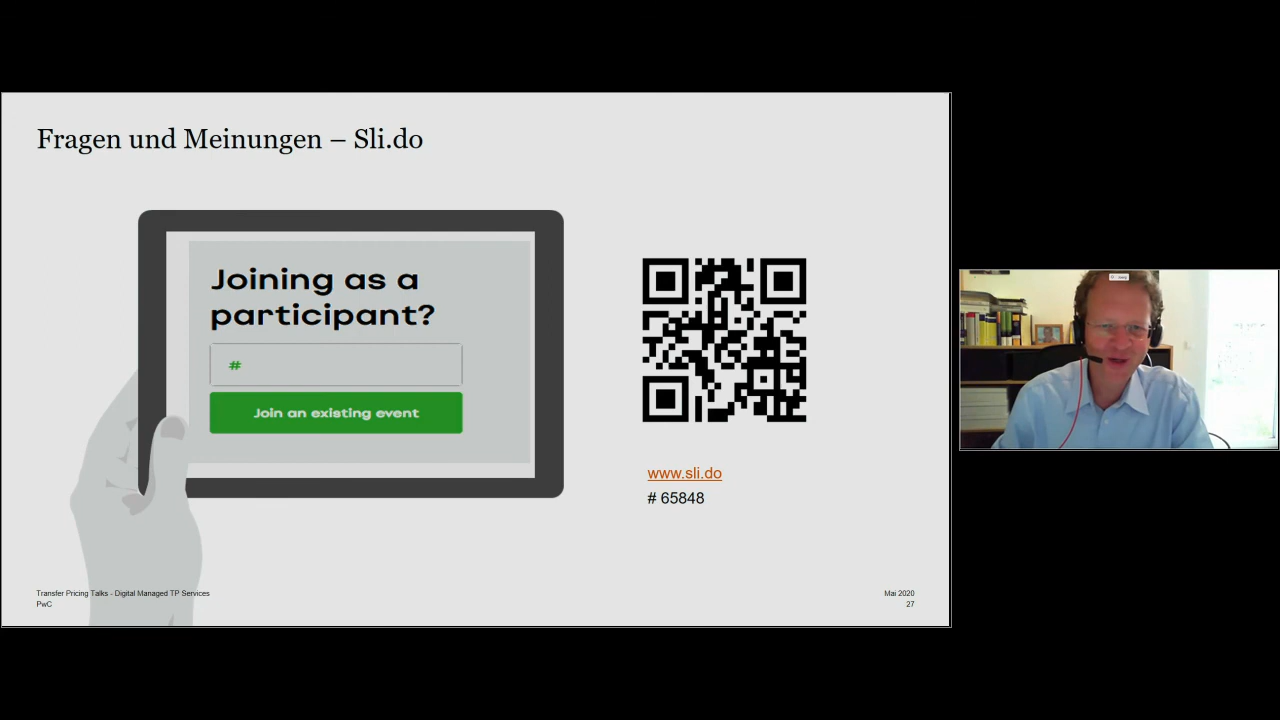 Fragen und Meinungen – Sli.do
Joining as a
participant?
#
Join an existing event
www.sli.do
# 65848
Transfer Pricing Talks - Digital Managed TP Services
PwC
Mai 2020
27